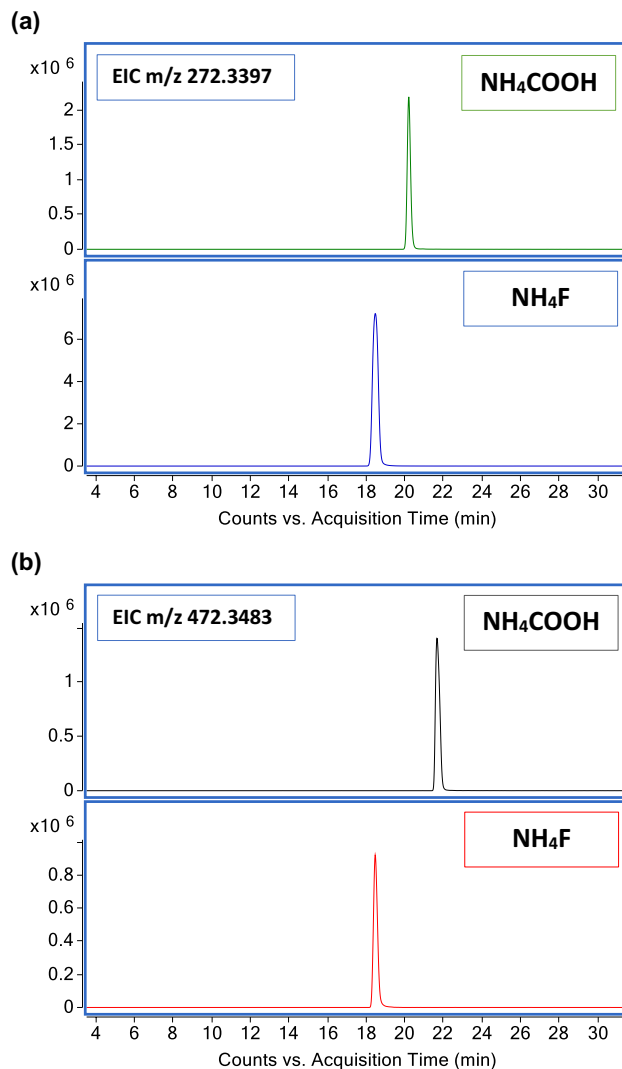 (a)
x10 6
EIC m/z 272.3397
NH₄COOH
2
1.5
1
0.5
0
x10 6
NH₄F
6
4
2
0
4 6 8 10 12 14 16 18 20 22 24 26 28 30
Counts vs. Acquisition Time (min)
(b)
x10 6
EIC m/z 472.3483
NH₄COOH
1
0.5
0
x10 6
NH₄F
0.8
0.6
0.4
0.2
0
4 6 8 10 12 14 16 18 20 22 24 26 28 30
Counts vs. Acquisition Time (min)